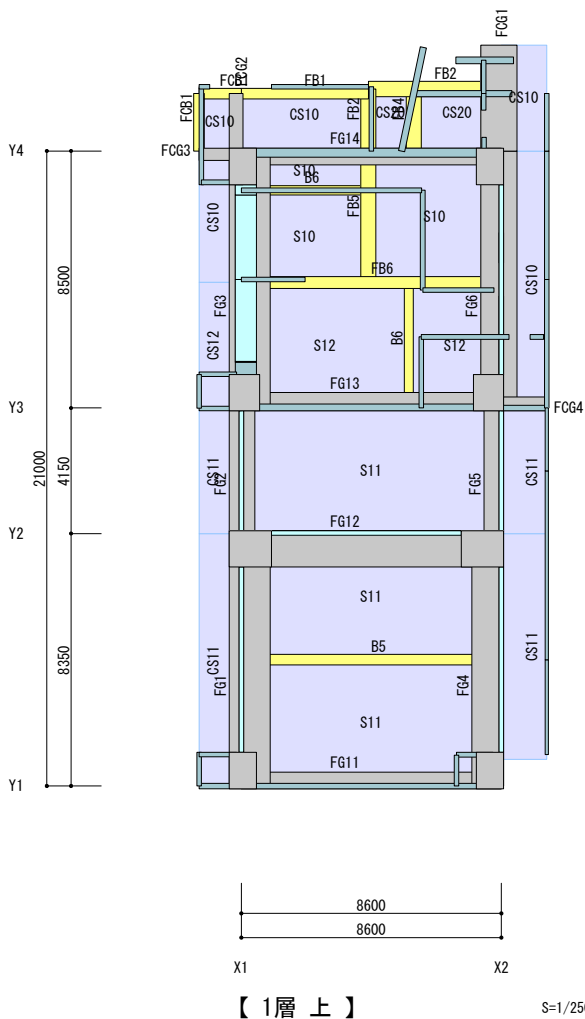 FCG1
FCG2
FCB1
FB1
FB2
FCB1
CS10
CS10
FB2
CS20
FB4
CS20
CS10
Y4
FCG3
FG14
S10
B6
CS10
S10
FB5
S10
CS10
8500
FB6
FG3
FG6
CS12
S12
B6
S12
FG13
Y3
FCG4
21000
4150
CS11
FG2
S11
FG5
CS11
FG12
Y2
S11
8350
CS11
FG1
B5
FG4
CS11
S11
FG11
Y1
8600
8600
X1
X2
【 1層 上 】